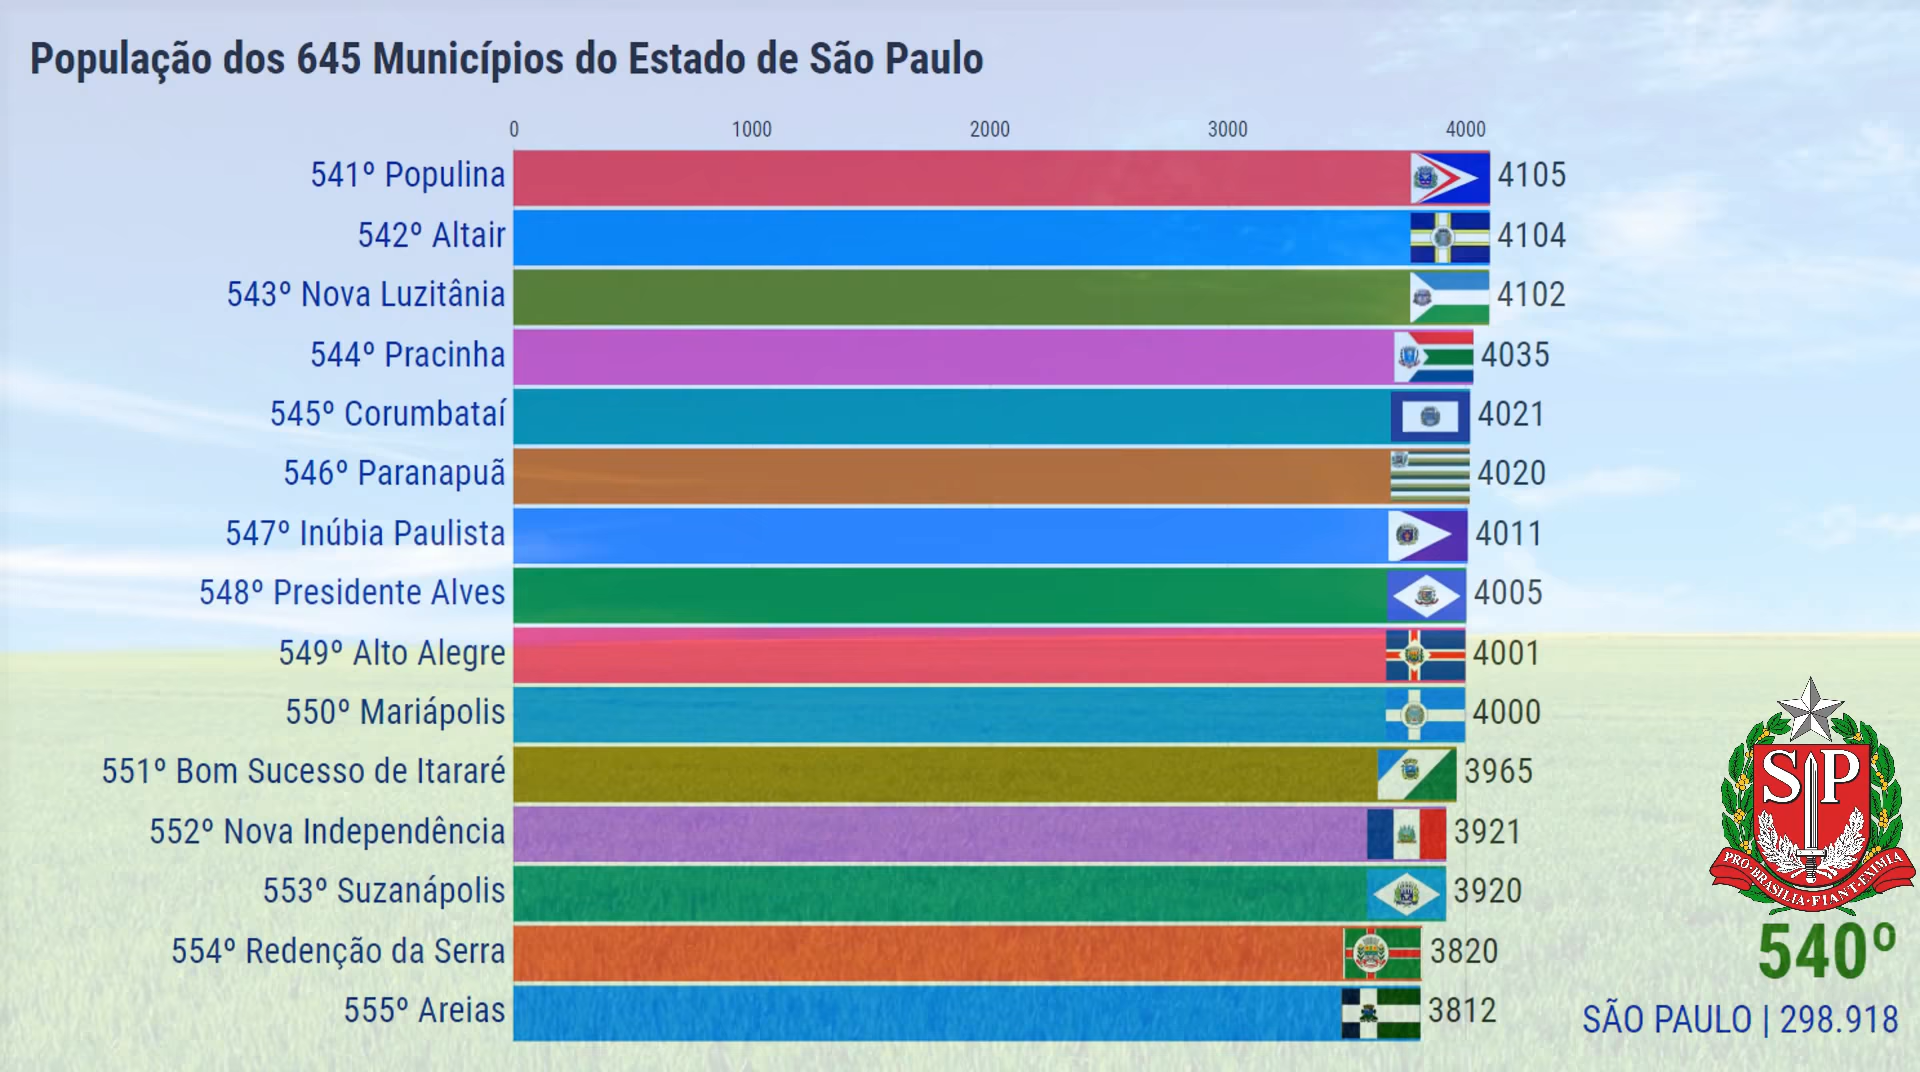 População dos 645 Municípios do Estado de São Paulo
0 1000 2000 3000 4000
541º Populina 4105
542º Altair 4104
543º Nova Luzitânia 4102
544º Pracinha 4035
545º Corumbataí 4021
546º Paranapuã 4020
547º Inúbia Paulista 4011
548º Presidente Alves 4005
549º Alto Alegre 4001
550º Mariápolis 4000
551º Bom Sucesso de Itararé 3965
552º Nova Independência 3921
553º Suzanápolis 3920
554º Redenção da Serra 3820
555º Areias 3812
SP
PRO·BRASILIA·FIANT·EXIMIA
540º
SÃO PAULO | 298.918